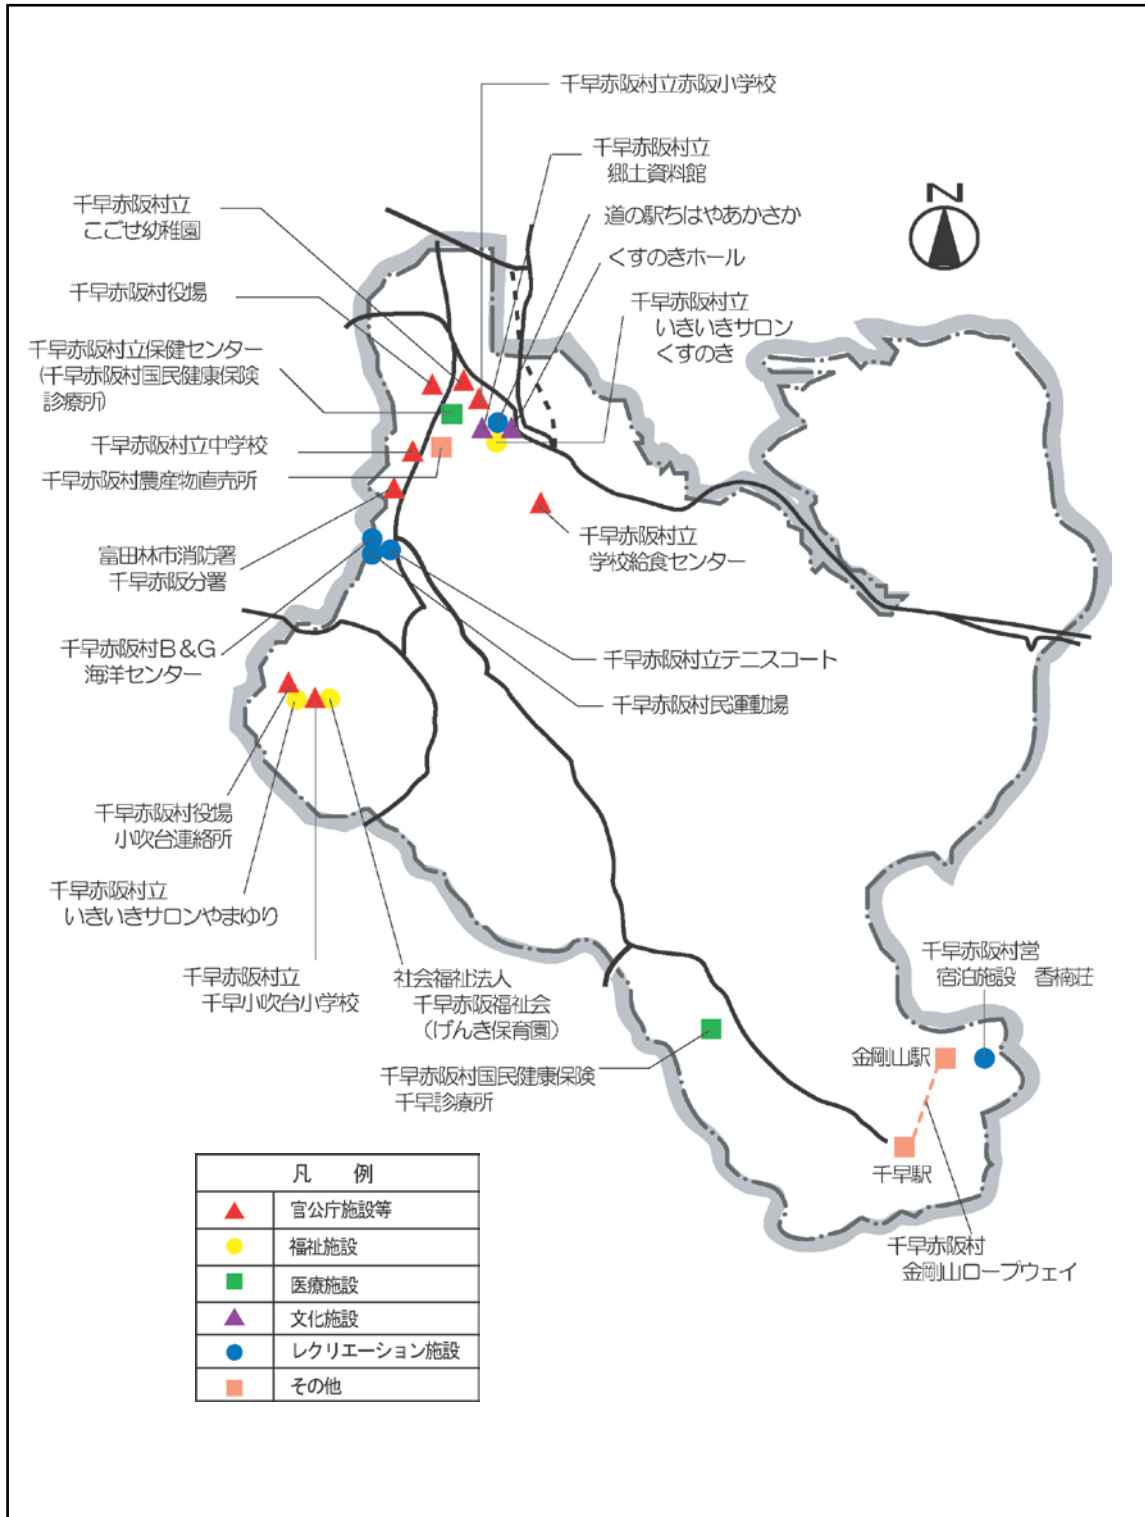 千早赤阪村立赤阪小学校
千早赤阪村立
郷土資料館
千早赤阪村立
こごせ幼稚園
道の駅ちはやあかさか
N
くすのきホール
千早赤阪村役場
千早赤阪村立
いきいきサロン
くすのき
千早赤阪村立保健センター
(千早赤阪村国民健康保険
診療所)
千早赤阪村立中学校
千早赤阪村農産物直売所
千早赤阪村立
学校給食センター
富田林市消防署
千早赤阪分署
千早赤阪村B&G
海洋センター
千早赤阪村立テニスコート
千早赤阪村民運動場
千早赤阪村役場
小吹台連絡所
千早赤阪村立
いきいきサロンやまゆり
千早赤阪村立
千早小吹台小学校
社会福祉法人
千早赤阪福祉会
(げんき保育園)
千早赤阪村営
宿泊施設 香楠荘
金剛山駅
千早赤阪村国民健康保険
千早診療所
千早駅
千早赤阪村
金剛山ロープウェイ
凡 例
官公庁施設等
福祉施設
医療施設
文化施設
レクリエーション施設
その他